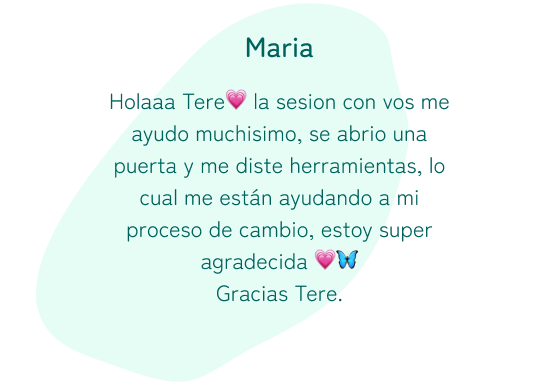 Maria
Holaaa Tere💗 la sesion con vos me
ayudo muchisimo, se abrio una
puerta y me diste herramientas, lo
cual me están ayudando a mi
proceso de cambio, estoy super
agradecida 💗🦋
Gracias Tere.